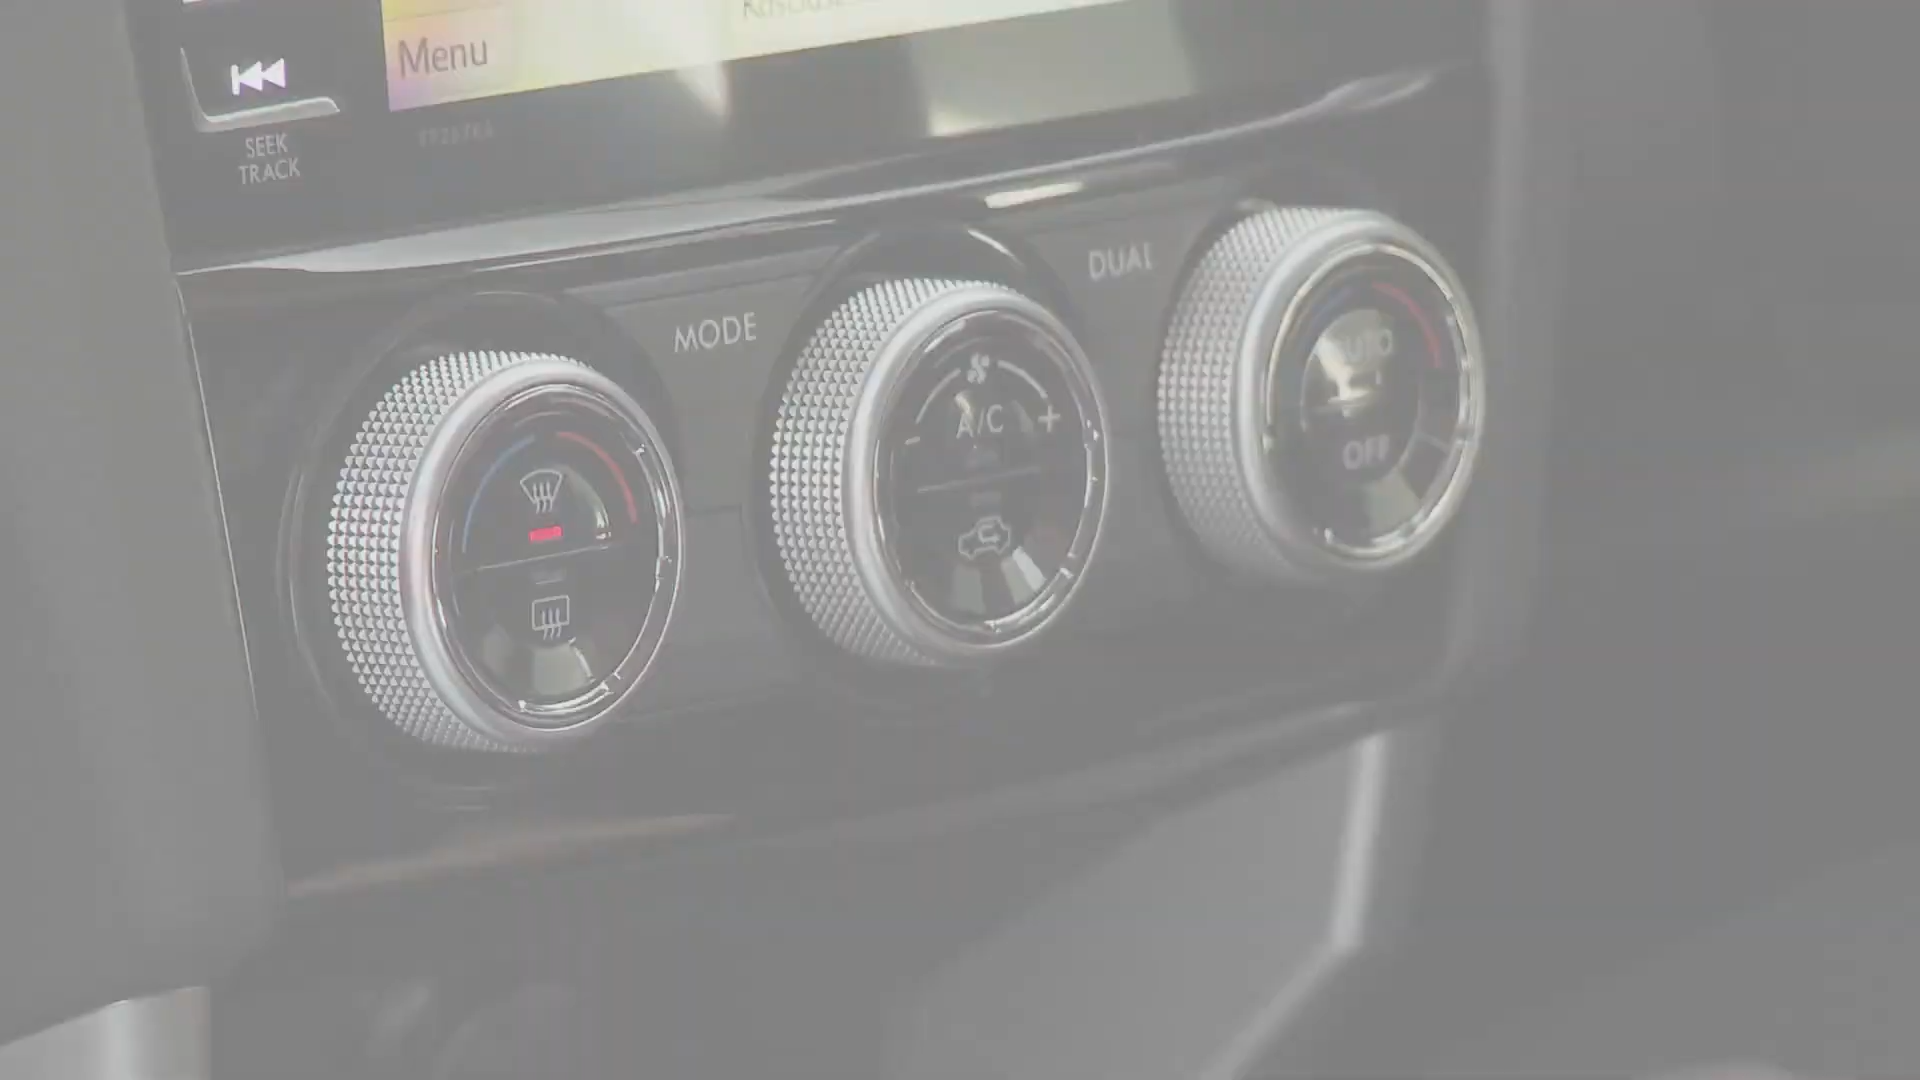 Menu
SEEK
TRACK
MODE
DUAL
A/C
- +
AUTO
OFF